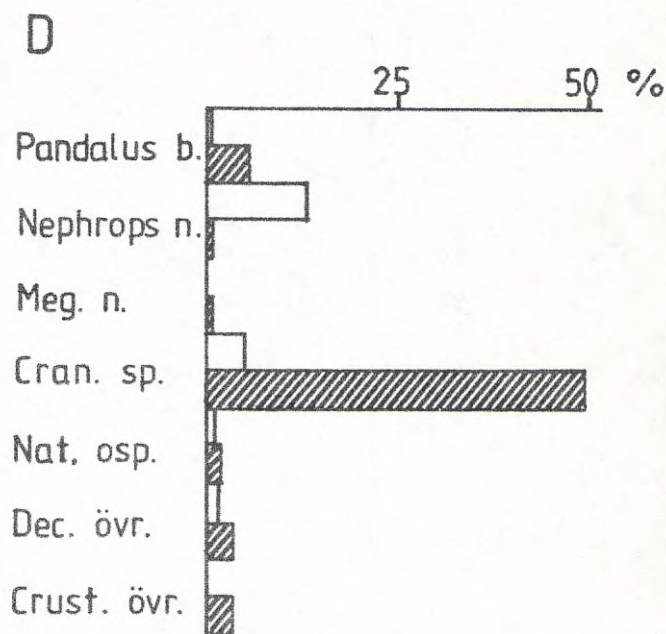 D
25 50 %
Pandalus b.
Nephrops n.
Meg. n.
Cran. sp.
Nat, osp.
Dec. övr.
Crust. övr.